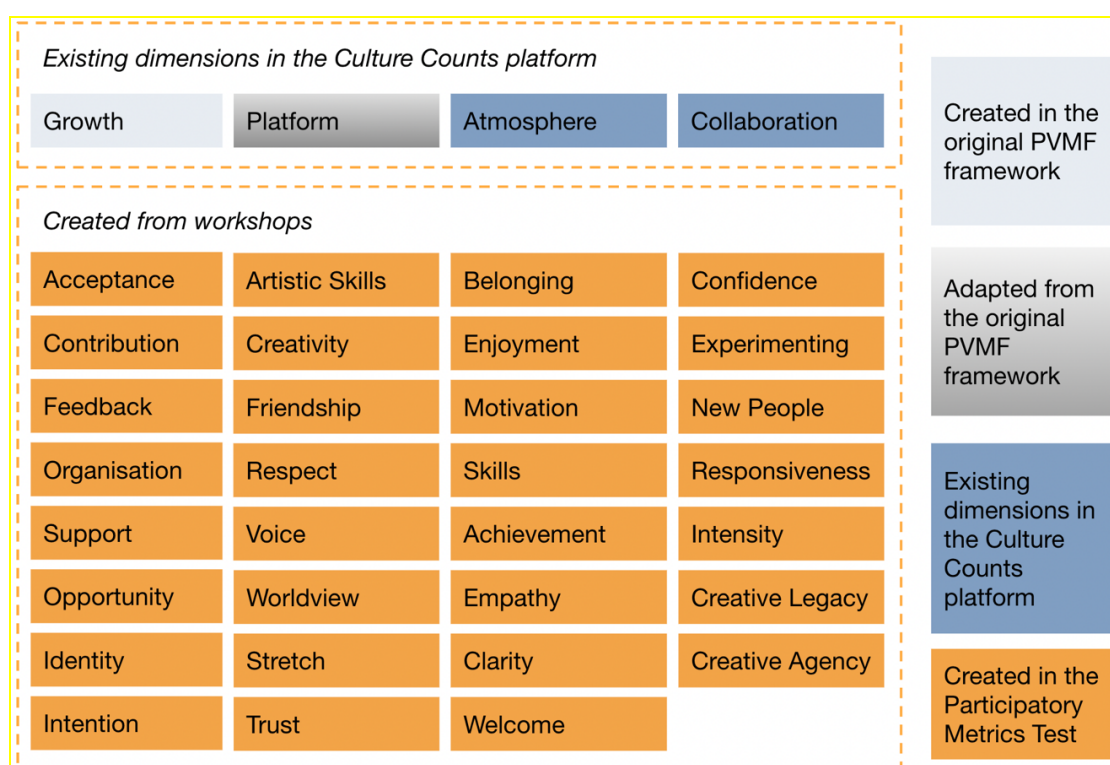 Existing dimensions in the Culture Counts platform
Growth
Platform
Atmosphere
Collaboration
Created from workshops
Acceptance
Artistic Skills
Belonging
Confidence
Contribution
Creativity
Enjoyment
Experimenting
Feedback
Friendship
Motivation
New People
Organisation
Respect
Skills
Responsiveness
Support
Voice
Achievement
Intensity
Opportunity
Worldview
Empathy
Creative Legacy
Identity
Stretch
Clarity
Creative Agency
Intention
Trust
Welcome
Created in the
original PVMF
framework
Adapted from
the original
PVMF
framework
Existing
dimensions in
the Culture
Counts
platform
Created in the
Participatory
Metrics Test